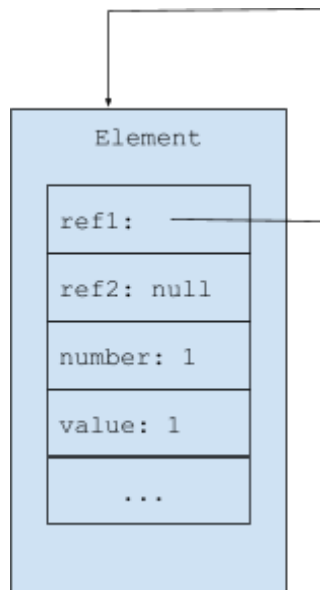 Element
ref1:
ref2: null
number: 1
value: 1
...